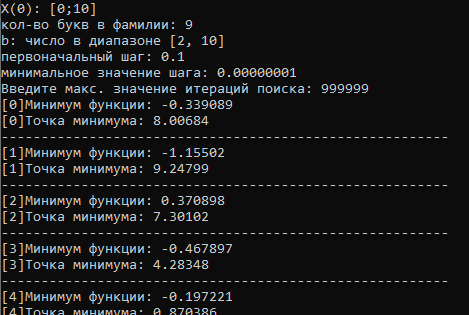 X(0): [0;10]
кол-во букв в фамилии: 9
b: число в диапазоне [2, 10]
первоначальный шаг: 0.1
минимальное значение шага: 0.00000001
Введите макс. значение итераций поиска: 999999
[0]Минимум функции: -0.339089
[0]Точка минимума: 8.00684
--------------------------------------------------------
[1]Минимум функции: -1.15502
[1]Точка минимума: 9.24799
--------------------------------------------------------
[2]Минимум функции: 0.370898
[2]Точка минимума: 7.30102
--------------------------------------------------------
[3]Минимум функции: -0.467897
[3]Точка минимума: 4.28348
--------------------------------------------------------
[4]Минимум функции: -0.197221
[4]Точка минимума: 0.870386